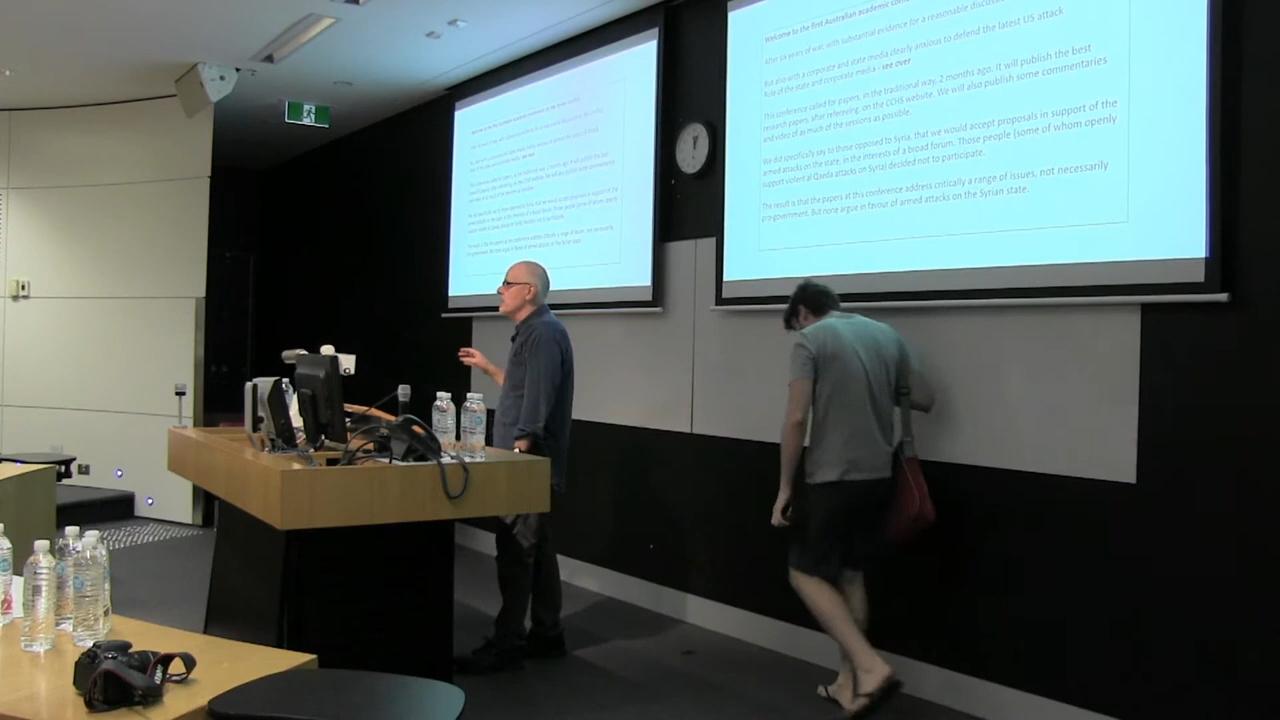 Welcome to the first Australian academic
After six years of war, with substantial evidence for a reasonable
But also with a corporate and state media clearly anxious to defend the latest US attack
Role of the state and corporate media - see over
This conference called for papers, in the traditional way, 2 months ago. It will publish the best
research papers, after refereeing, on the CCHS website. We will also publish some commentaries
and video of as much of the sessions as possible.
We did specifically say to those opposed to Syria, that we would accept proposals in support of the
armed attacks on the state, in the interests of a broad forum. Those people (some of whom openly
support violent al Qaeda attacks on Syria) decided not to participate.
The result is that the papers at this conference address critically a range of issues, not necessarily
pro-government. But none argue in favour of armed attacks on the Syrian state.